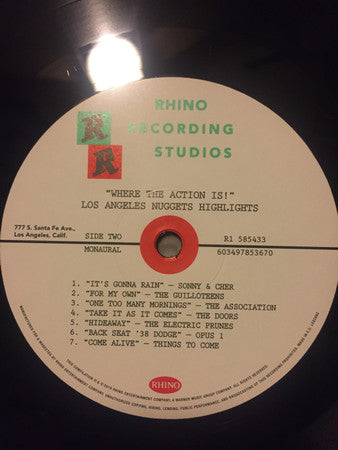 RHINO
RECORDING
STUDIOS
"WHERE THE ACTION IS!"
LOS ANGELES NUGGETS HIGHLIGHTS
777 S. Santa Fe Ave.,
Los Angeles, Calif.
SIDE TWO
R1 585433
MONAURAL
603497853670
1. "IT'S GONNA RAIN" — SONNY & CHER
2. "FOR MY OWN" — THE GUILLOTEENS
3. "ONE TOO MANY MORNINGS" — THE ASSOCIATION
4. "TAKE IT AS IT COMES" — THE DOORS
5. "HIDEAWAY" — THE ELECTRIC PRUNES
6. "BACK SEAT '38 DODGE" — OPUS 1
7. "COME ALIVE" — THINGS TO COME
RHINO